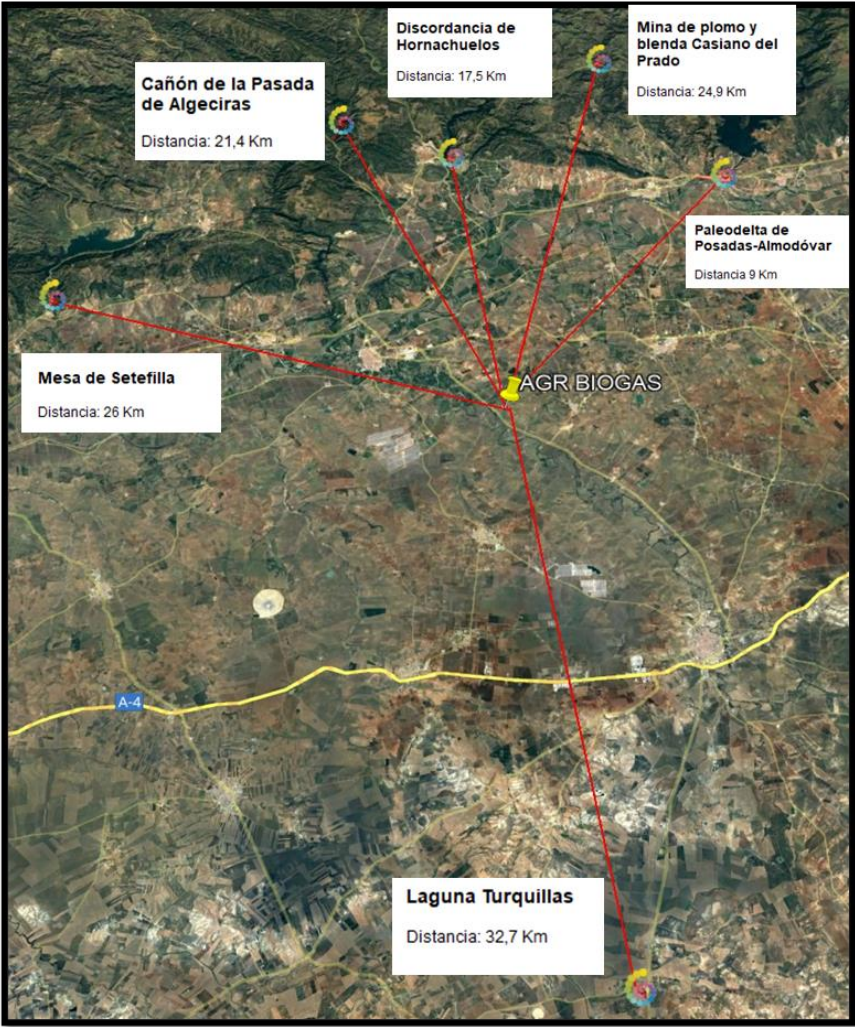 Discordancia de
Hornachuelos
Distancia: 17,5 Km
Mina de plomo y
blenda Casiano del
Prado
Distancia: 24,9 Km
Cañón de la Pasada
de Algeciras
Distancia: 21,4 Km
Paleodelta de
Posadas-Almodóvar
Distancia 9 Km
Mesa de Setefilla
Distancia: 26 Km
AGR BIOGAS
A-4
Laguna Turquillas
Distancia: 32,7 Km